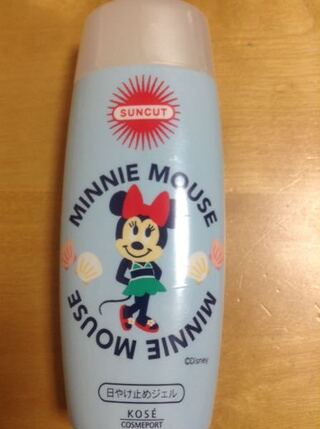 SUNCUT
MINNIE MOUSE
MINNIE MOUSE
©Disney
日やけ止めジェル
KOSÉ
COSMEPORT